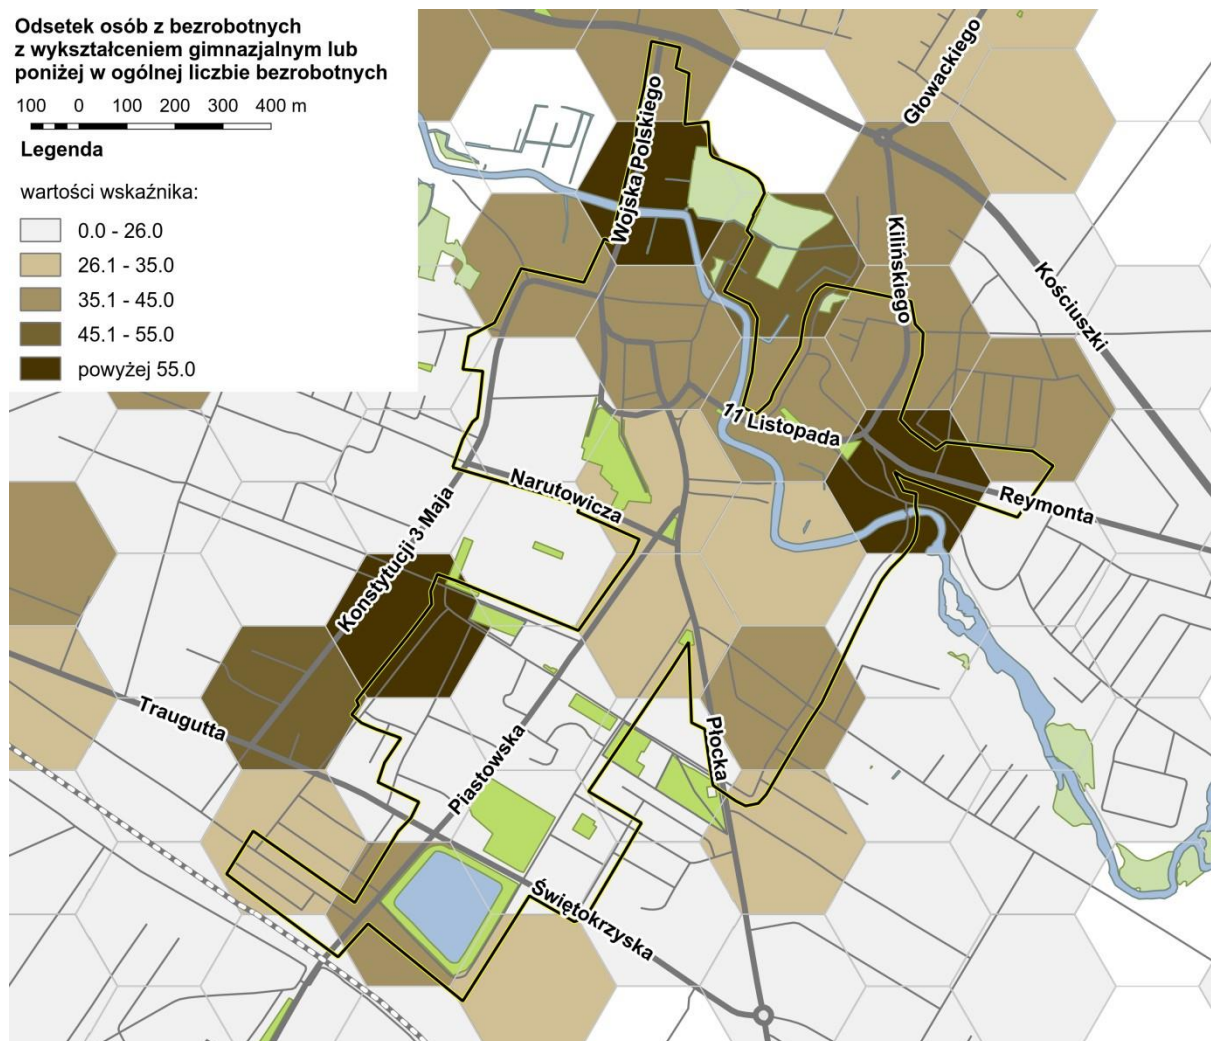 Odsetek osób z bezrobotnych
z wykształceniem gimnazjalnym lub
poniżej w ogólnej liczbie bezrobotnych
100 0 100 200 300 400 m
Legenda
wartości wskaźnika:
0.0 - 26.0
26.1 - 35.0
35.1 - 45.0
45.1 - 55.0
powyżej 55.0
Głowackiego
Wojska Polskiego
Kilińskiego
Kościuszki
11 Listopada
Narutowicza
Reymonta
Konstytucji 3 Maja
Traugutta
Piastowska
Płocka
Świętokrzyska